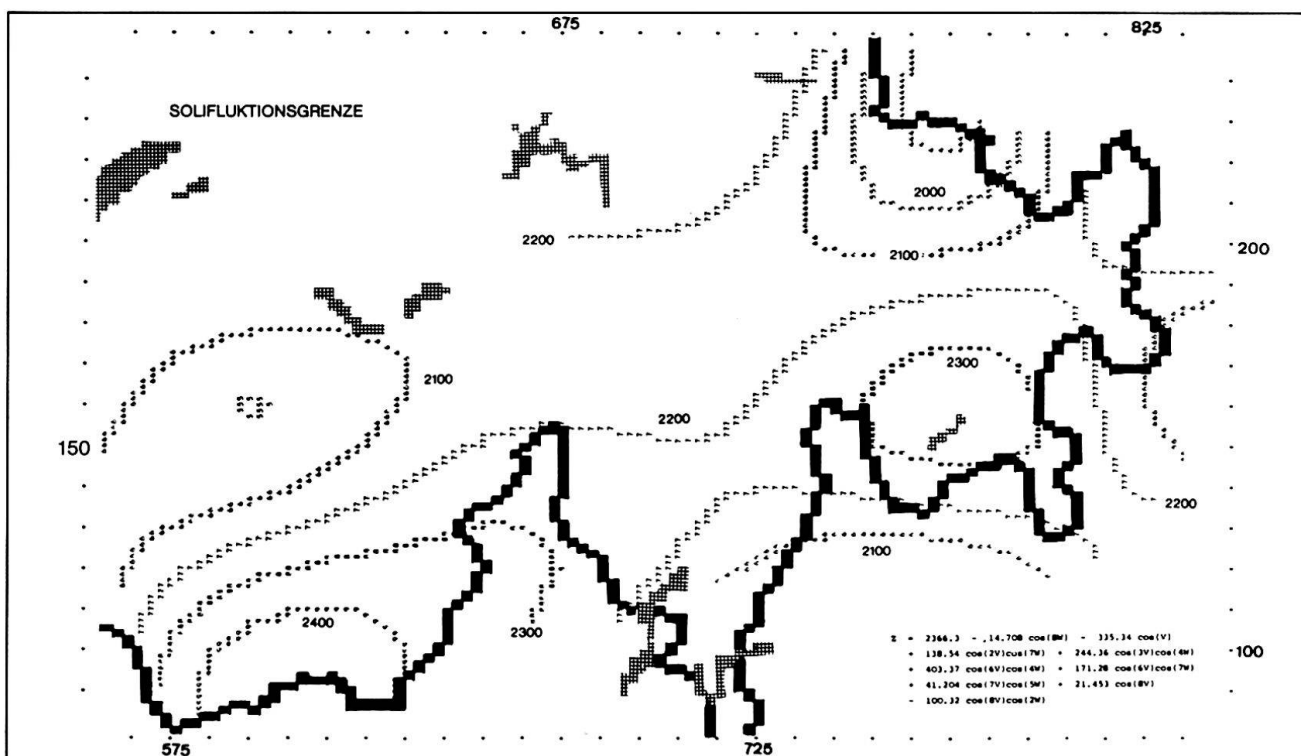 675
825
SOLIFLUKTIONSGRENZE
2000
2200
2100
200
2300
2100
2200
150
2200
2100
2400
2300
Z = 2366.3 - .14.708 cos(8W) - 335.34 cos(V)
+ 138.54 cos(2V)cos(7W) + 244.36 cos(3V)cos(4W)
+ 403.37 cos(6V)cos(4W) + 171.28 cos(6V)cos(7W)
+ 41.204 cos(7V)cos(5W) + 21.453 cos(8V)
- 100.32 cos(8V)cos(2W)
100
575
725